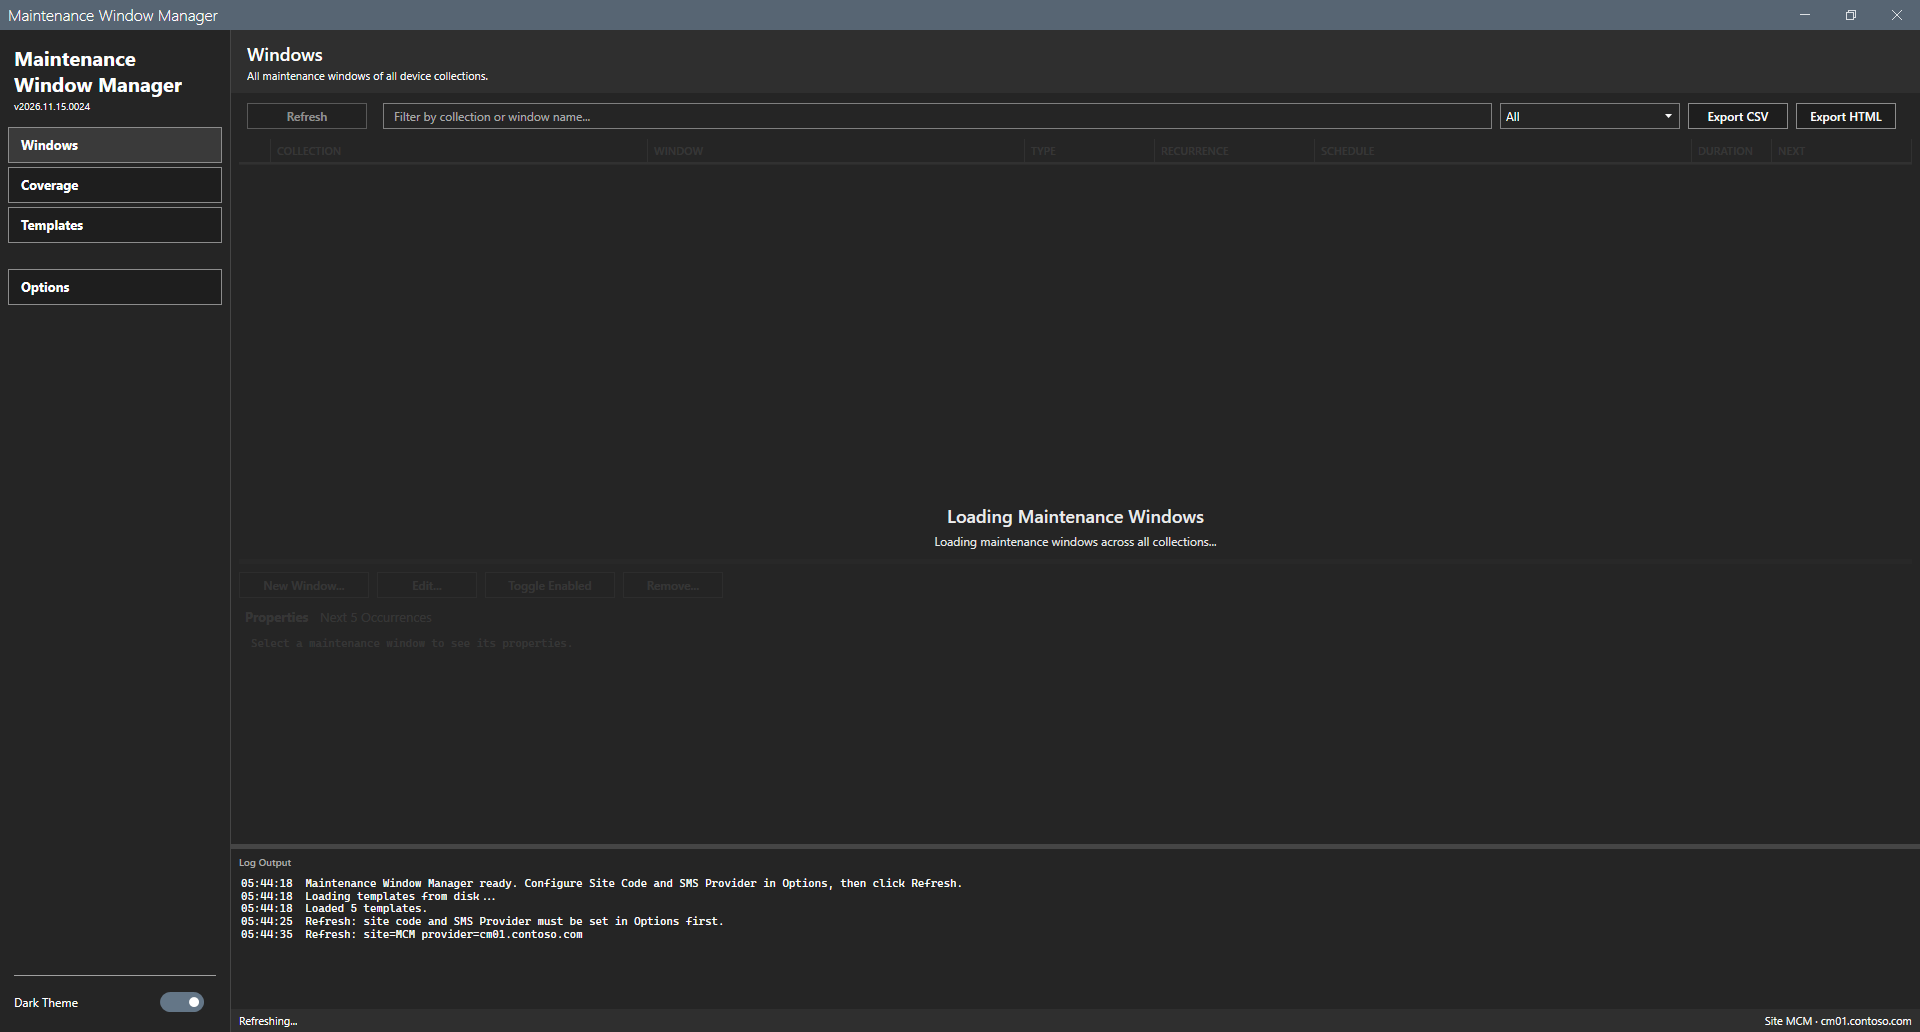 Maintenance Window Manager
Maintenance
Window Manager
v2026.11.15.0024
Windows
Coverage
Templates
Options
Dark Theme
Windows
All maintenance windows of all device collections.
Refresh
Filter by collection or window name...
All
Export CSV
Export HTML
COLLECTION
WINDOW
TYPE
RECURRENCE
SCHEDULE
DURATION
NEXT
Loading Maintenance Windows
Loading maintenance windows across all collections...
New Window...
Edit...
Toggle Enabled
Remove...
Properties
Next 5 Occurrences
Select a maintenance window to see its properties.
Log Output
05:44:18  Maintenance Window Manager ready. Configure Site Code and SMS Provider in Options, then click Refresh.
05:44:18  Loading templates from disk...
05:44:18  Loaded 5 templates.
05:44:25  Refresh: site code and SMS Provider must be set in Options first.
05:44:35  Refresh: site=MCM provider=cm01.contoso.com
Refreshing...
Site MCM · cm01.contoso.com